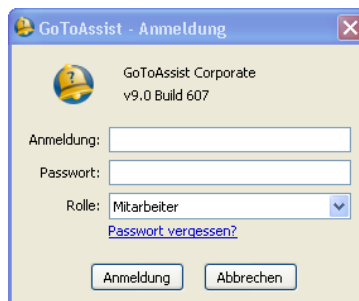 GoToAssist - Anmeldung
GoToAssist Corporate
v9.0 Build 607
Anmeldung:
Passwort:
Rolle: Mitarbeiter
Passwort vergessen?
Anmeldung Abbrechen